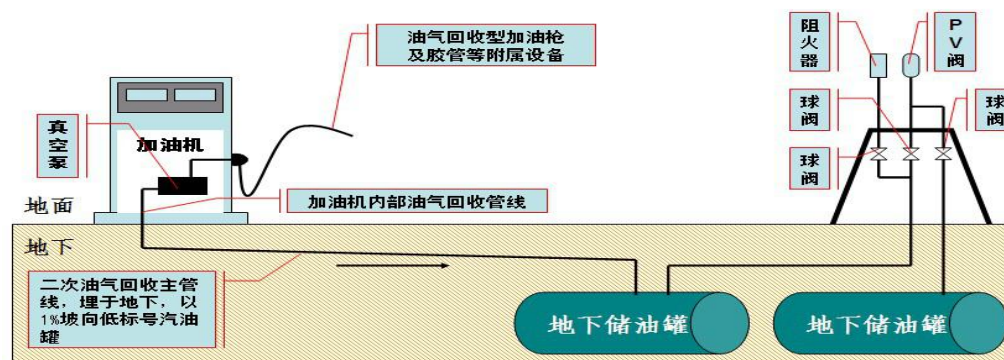 油气回收型加油枪
及胶管等附属设备
阻
火
器
P
V
阀
真
空
泵
加油机
球
阀
球
阀
球
阀
加油机内部油气回收管线
地面
地下
二次油气回收主管
线，埋于地下，以
1%坡向低标号汽油
罐
地下储油罐
地下储油罐